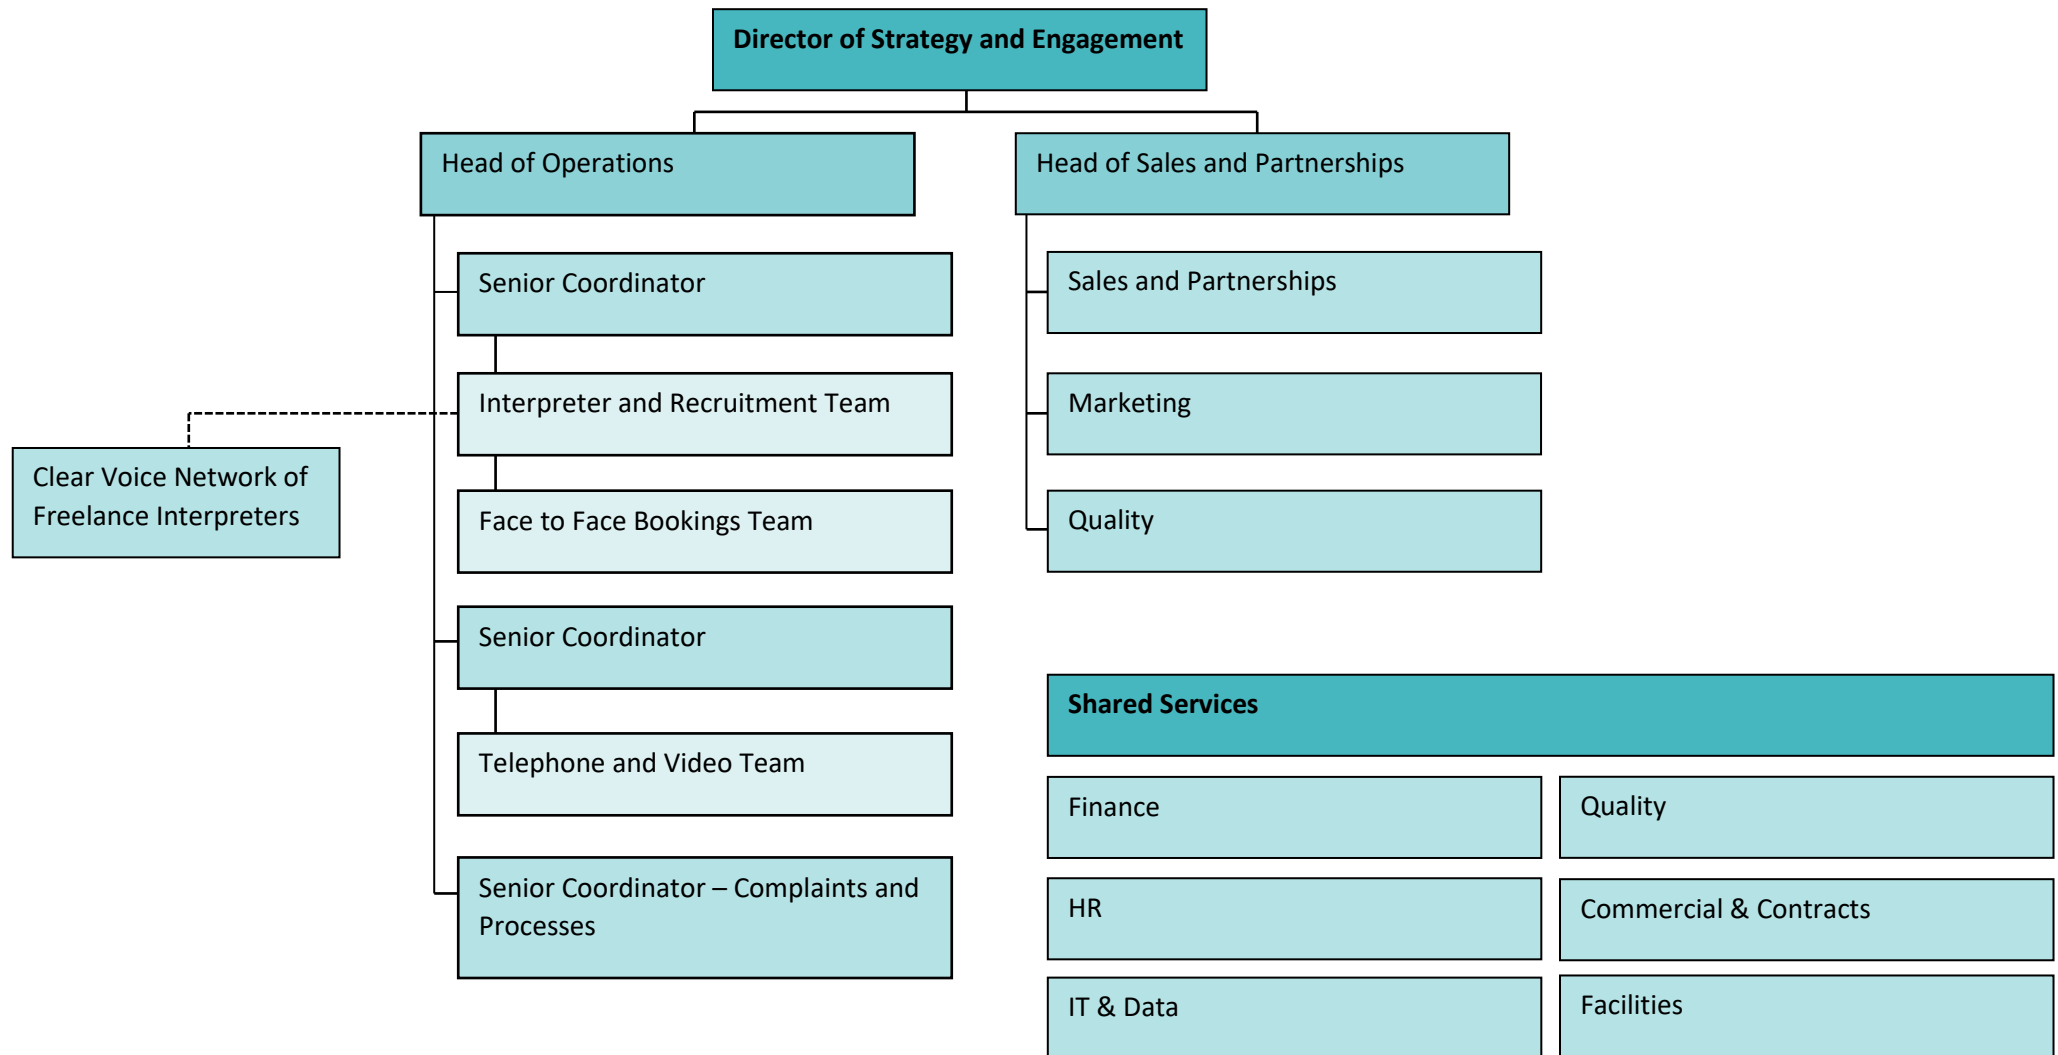 Director of Strategy and Engagement
Head of Operations
Head of Sales and Partnerships
Senior Coordinator
Sales and Partnerships
Interpreter and Recruitment Team
Marketing
Clear Voice Network of
Freelance Interpreters
Face to Face Bookings Team
Quality
Senior Coordinator
Shared Services
Telephone and Video Team
Finance
Quality
Senior Coordinator – Complaints and
Processes
HR
Commercial & Contracts
IT & Data
Facilities